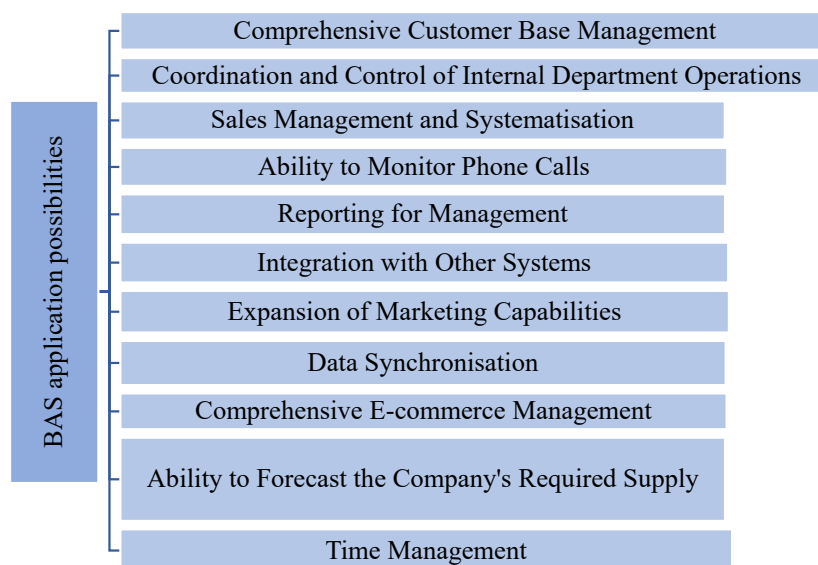 BAS application possibilities
Comprehensive Customer Base Management
Coordination and Control of Internal Department Operations
Sales Management and Systematisation
Ability to Monitor Phone Calls
Reporting for Management
Integration with Other Systems
Expansion of Marketing Capabilities
Data Synchronisation
Comprehensive E-commerce Management
Ability to Forecast the Company's Required Supply
Time Management